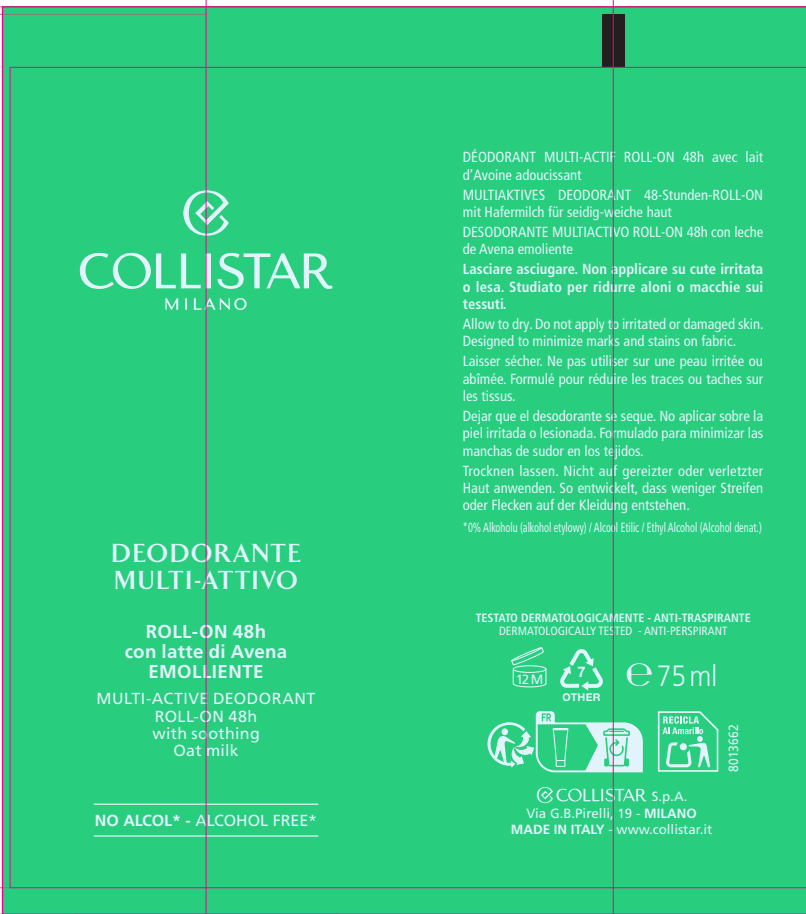 COLLISTAR
MILANO
DEODORANTE
MULTI-ATTIVO
ROLL-ON 48h
con latte di Avena
EMOLLIENTE
MULTI-ACTIVE DEODORANT
ROLL-ON 48h
with soothing
Oat milk
NO ALCOL* - ALCOHOL FREE*
DÉODORANT MULTI-ACTIF ROLL-ON 48h avec lait
d’Avoine adoucissant
MULTIAKTIVES DEODORANT 48-Stunden-ROLL-ON
mit Hafermilch für seidig-weiche haut
DESODORANTE MULTIACTIVO ROLL-ON 48h con leche
de Avena emoliente
Lasciare asciugare. Non applicare su cute irritata
o lesa. Studiato per ridurre aloni o macchie sui
tessuti.
Allow to dry. Do not apply to irritated or damaged skin.
Designed to minimize marks and stains on fabric.
Laisser sécher. Ne pas utiliser sur une peau irritée ou
abîmée. Formulé pour réduire les traces ou taches sur
les tissus.
Dejar que el desodorante se seque. No aplicar sobre la
piel irritada o lesionada. Formulado para minimizar las
manchas de sudor en los tejidos.
Trocknen lassen. Nicht auf gereizter oder verletzter
Haut anwenden. So entwickelt, dass weniger Streifen
oder Flecken auf der Kleidung entstehen.
*0% Alkoholu (alkohol etylowy) / Alcool Etilic / Ethyl Alcohol (Alcohol denat.)
TESTATO DERMATOLOGICAMENTE - ANTI-TRASPIRANTE
DERMATOLOGICALLY TESTED - ANTI-PERSPIRANT
12 M
7
OTHER
℮ 75 ml
FR
RECICLA
Al Amarillo
8013662
COLLISTAR S.p.A.
Via G.B.Pirelli, 19 - MILANO
MADE IN ITALY - www.collistar.it